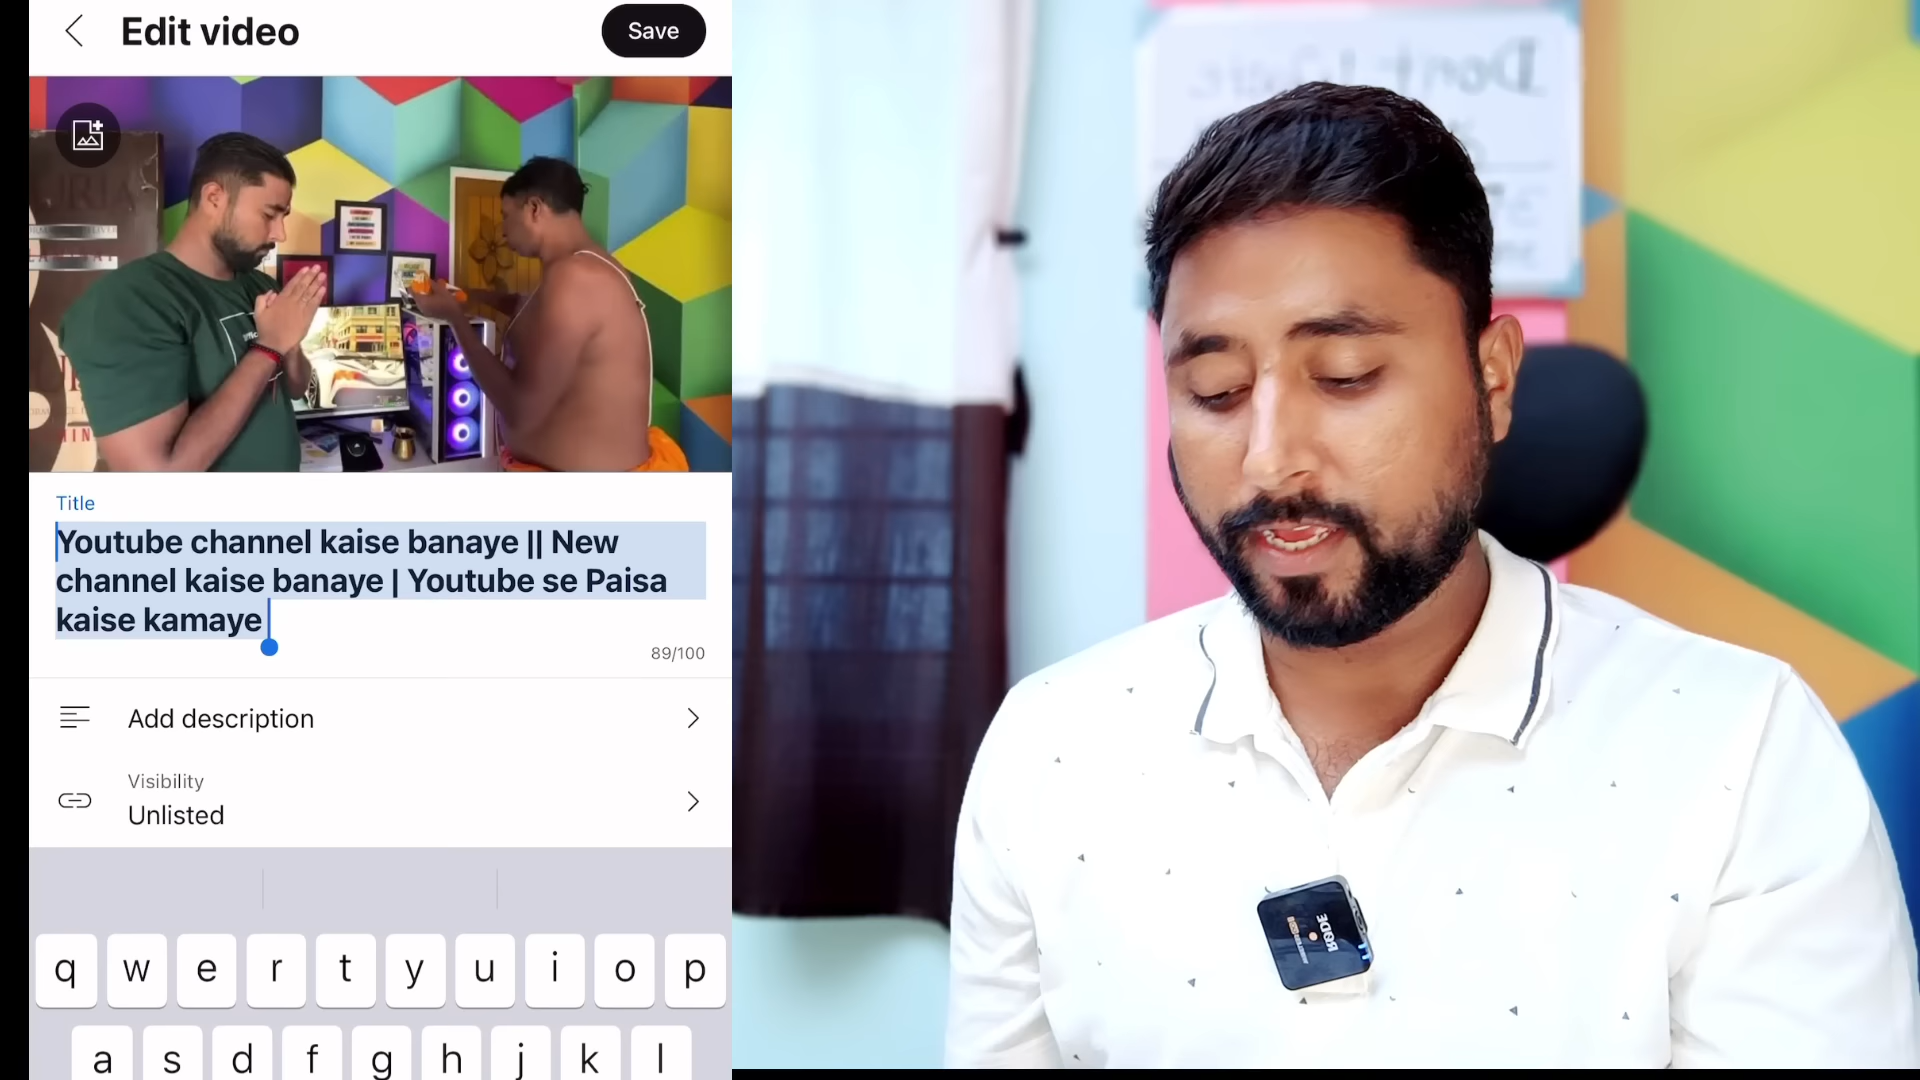 Edit video
Save
Title
Youtube channel kaise banaye || New
channel kaise banaye | Youtube se Paisa
kaise kamaye
89/100
Add description
Visibility
Unlisted
q w e r t y u i o p
a s d f g h j k l
RØDE